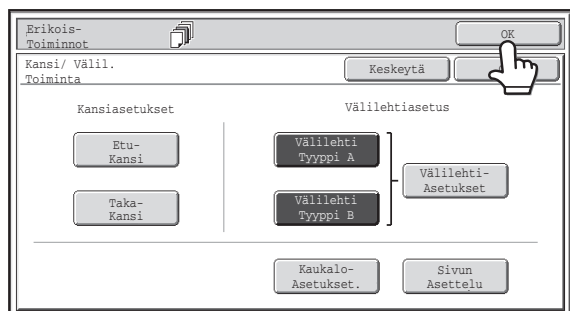 Erikois-
Toiminnot
OK
Kansi/ Välil.
Toiminta
Keskeytä
Kansiasetukset
Välilehtiasetus
Etu-
Kansi
Välilehti
Tyyppi A
Välilehti-
Asetukset
Taka-
Kansi
Välilehti
Tyyppi B
Kaukalo-
Asetukset.
Sivun
Asettelu